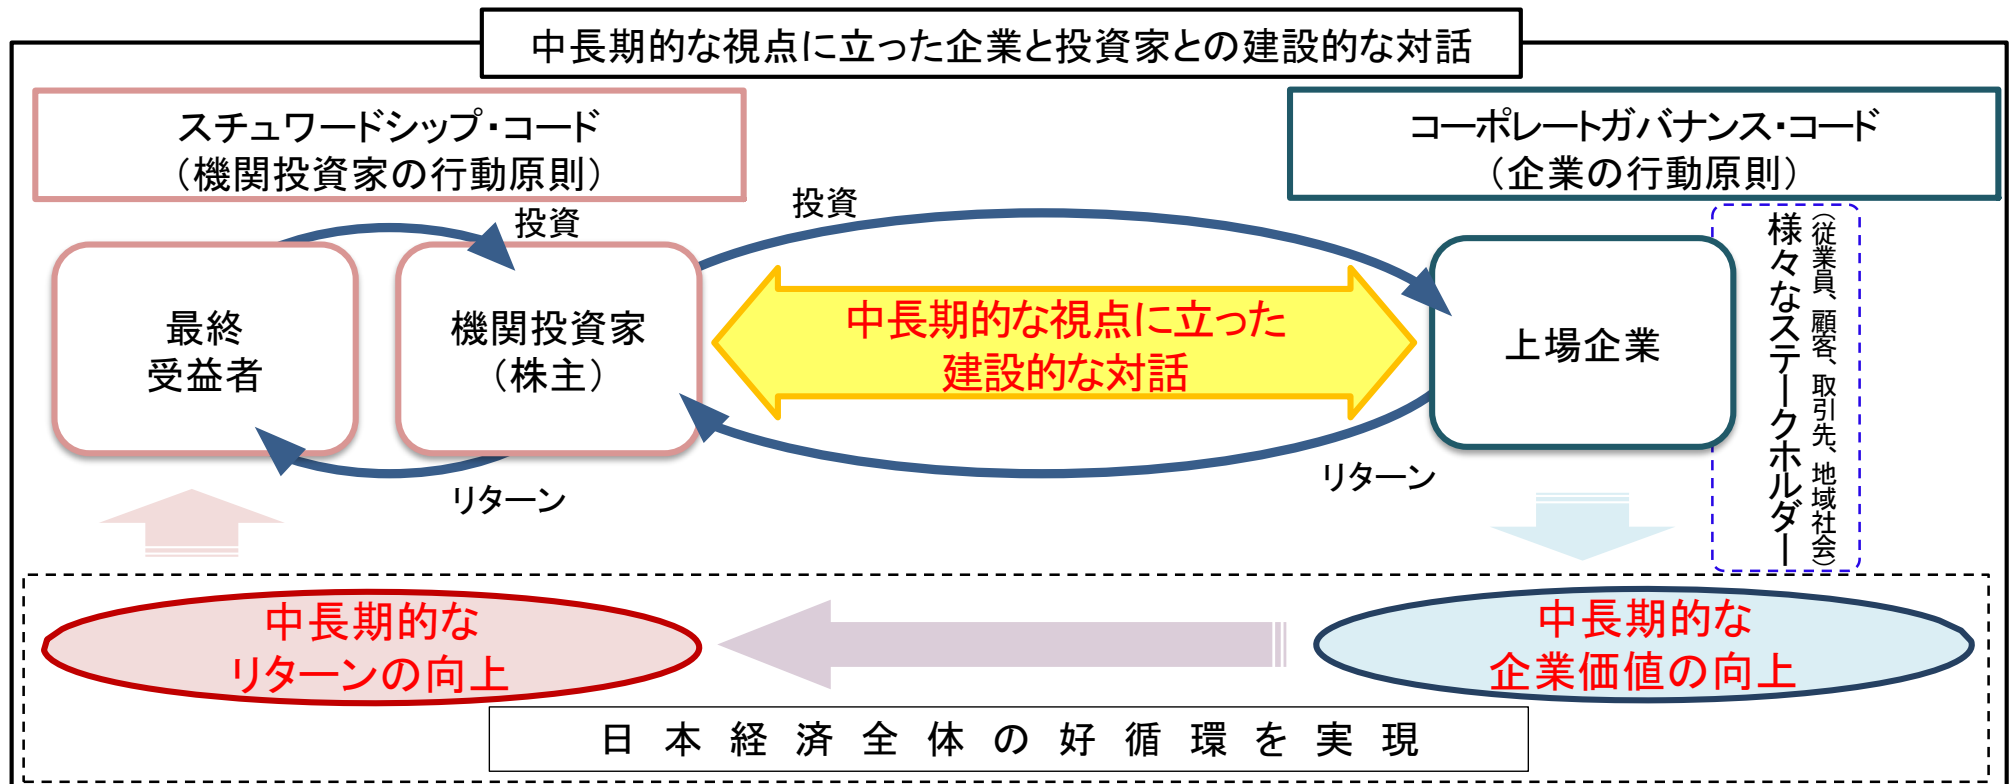 中長期的な視点に立った企業と投資家との建設的な対話
スチュワードシップ・コード
（機関投資家の行動原則）
コーポレートガバナンス・コード
（企業の行動原則）
投資
投資
最終
受益者
機関投資家
（株主）
中長期的な視点に立った
建設的な対話
上場企業
様々なステークホルダー
（従業員、顧客、取引先、地域社会）
リターン
リターン
中長期的な
リターンの向上
中長期的な
企業価値の向上
日本経済全体の好循環を実現